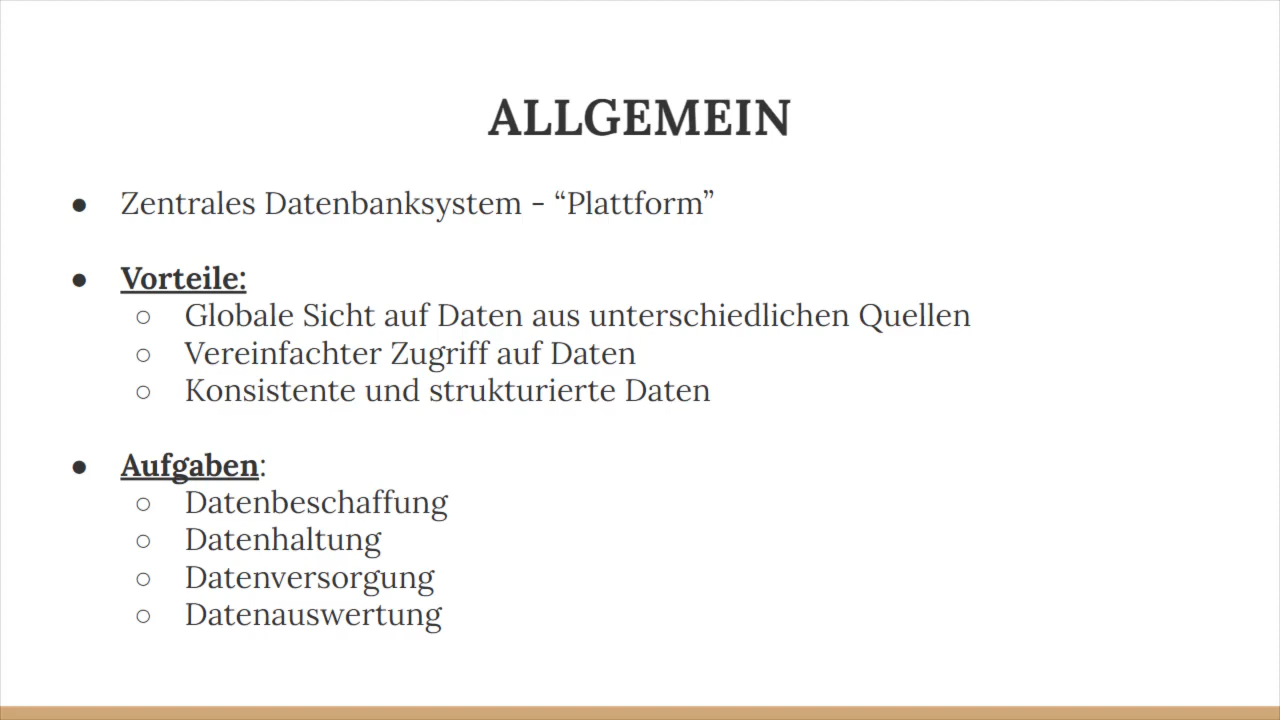 ALLGEMEIN
● Zentrales Datenbanksystem - “Plattform”
● Vorteile:
○ Globale Sicht auf Daten aus unterschiedlichen Quellen
○ Vereinfachter Zugriff auf Daten
○ Konsistente und strukturierte Daten
● Aufgaben:
○ Datenbeschaffung
○ Datenhaltung
○ Datenversorgung
○ Datenauswertung